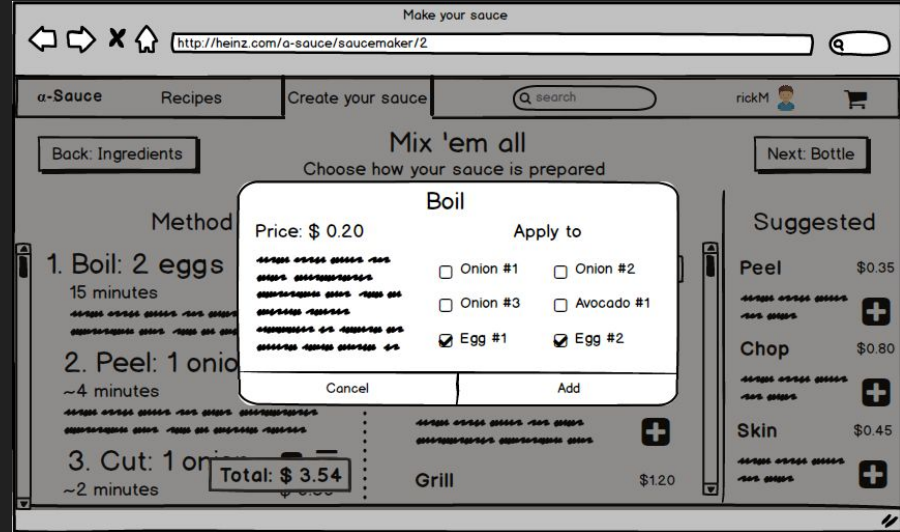 Make your sauce
http://heinz.com/a-sauce/saucemaker/2
α-Sauce
Recipes
Create your sauce
search
rickM
Back: Ingredients
Mix 'em all
Choose how your sauce is prepared
Next: Bottle
Method
1. Boil: 2 eggs
15 minutes
2. Peel: 1 onio
~4 minutes
3. Cut: 1 onion
~2 minutes
Total: $ 3.54
Boil
Price: $ 0.20
Apply to
Onion #1
Onion #2
Onion #3
Avocado #1
Egg #1
Egg #2
Cancel
Add
Grill
$1.20
Suggested
Peel
$0.35
Chop
$0.80
Skin
$0.45